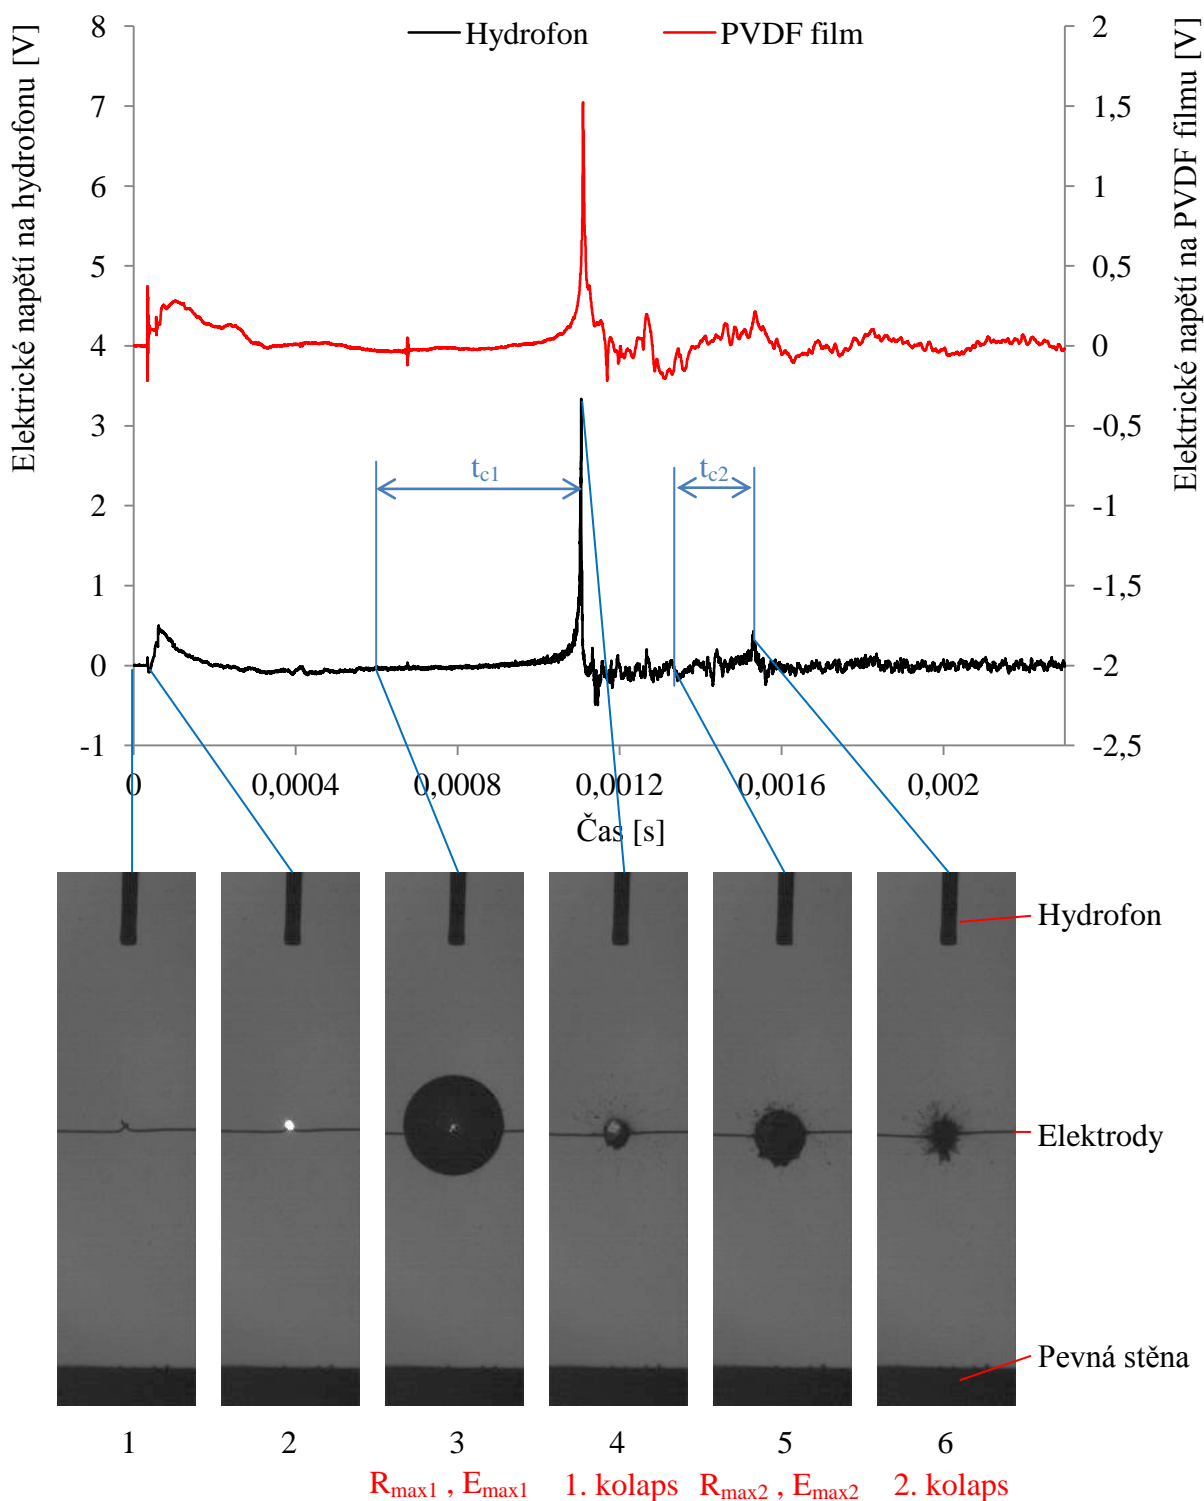 Hydrofon
PVDF film
Elektrické napětí na hydrofonu [V]
8
7
6
5
4
3
2
1
0
-1
2
1,5
1
0,5
0
-0,5
-1
-1,5
-2
-2,5
Elektrické napětí na PVDF filmu [V]
tc1
tc2
0
0,0004
0,0008
0,0012
0,0016
0,002
Čas [s]
Hydrofon
Elektrody
Pevná stěna
1
2
3
4
5
6
Rmax1 , Emax1
1. kolaps
Rmax2 , Emax2
2. kolaps